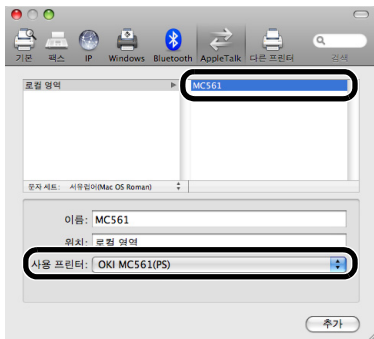 기본 팩스 IP Windows Bluetooth AppleTalk 다른 프린터 검색
로컬 영역 MC561
문자 세트: 서유럽어(Mac OS Roman)
이름: MC561
위치: 로컬 영역
사용 프린터: OKI MC561(PS)
추가